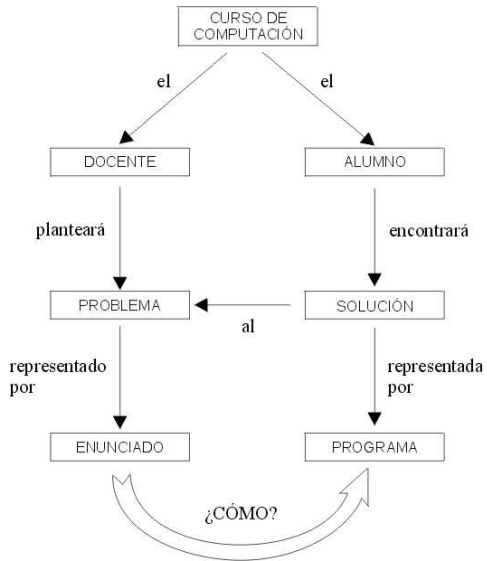 CURSO DE
COMPUTACIÓN
el
el
DOCENTE
ALUMNO
planteará
encontrará
PROBLEMA
SOLUCIÓN
al
representado
por
representada
por
ENUNCIADO
PROGRAMA
¿CÓMO?